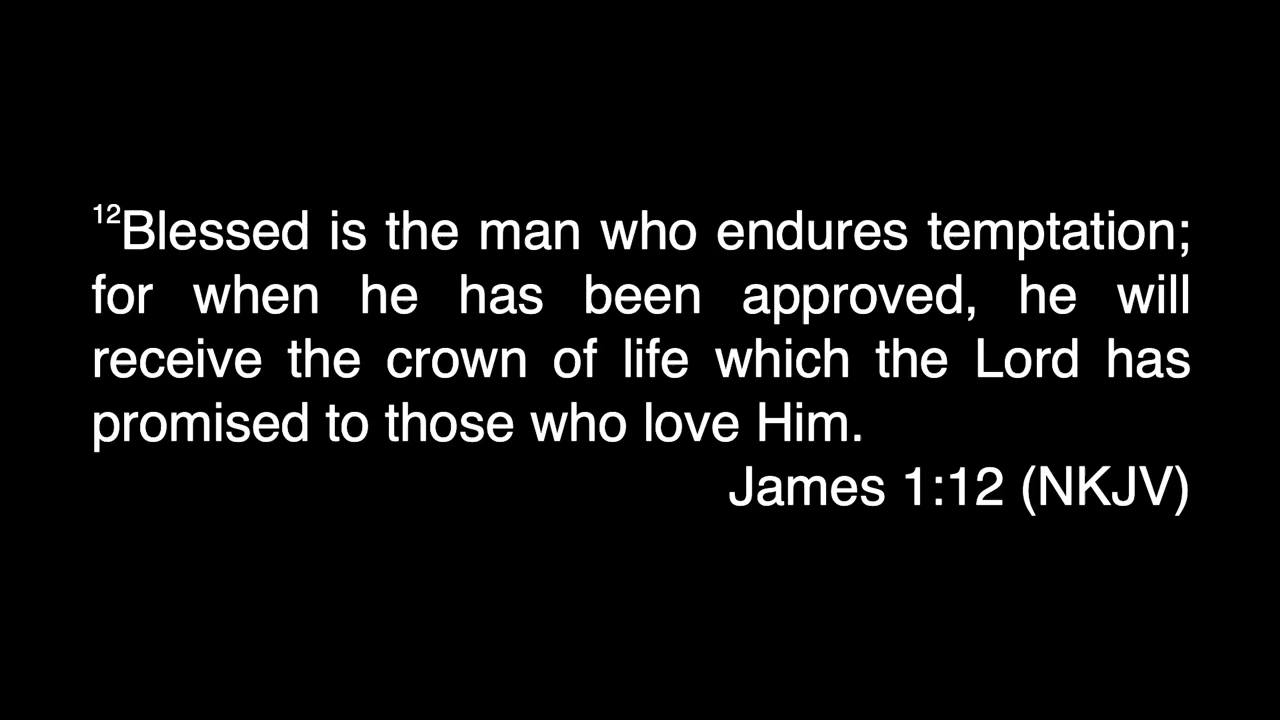 12Blessed is the man who endures temptation;
for when he has been approved, he will
receive the crown of life which the Lord has
promised to those who love Him.
James 1:12 (NKJV)